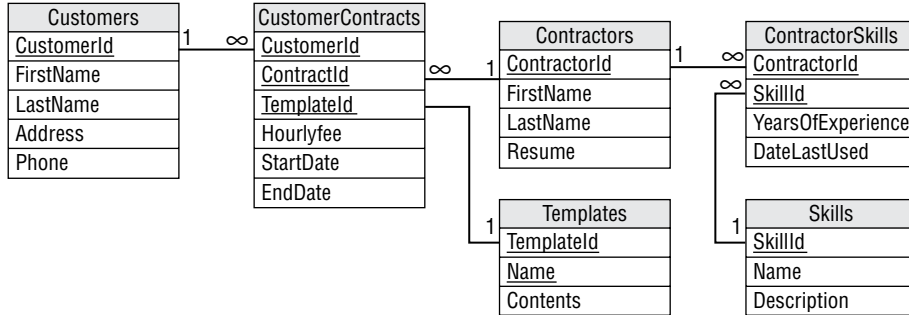 Customers
CustomerId
FirstName
LastName
Address
Phone
1
∞
CustomerContracts
CustomerId
ContractId
TemplateId
Hourlyfee
StartDate
EndDate
∞
1
1
Contractors
ContractorId
FirstName
LastName
Resume
1
∞
∞
1
ContractorSkills
ContractorId
SkillId
YearsOfExperience
DateLastUsed
Templates
TemplateId
Name
Contents
Skills
SkillId
Name
Description